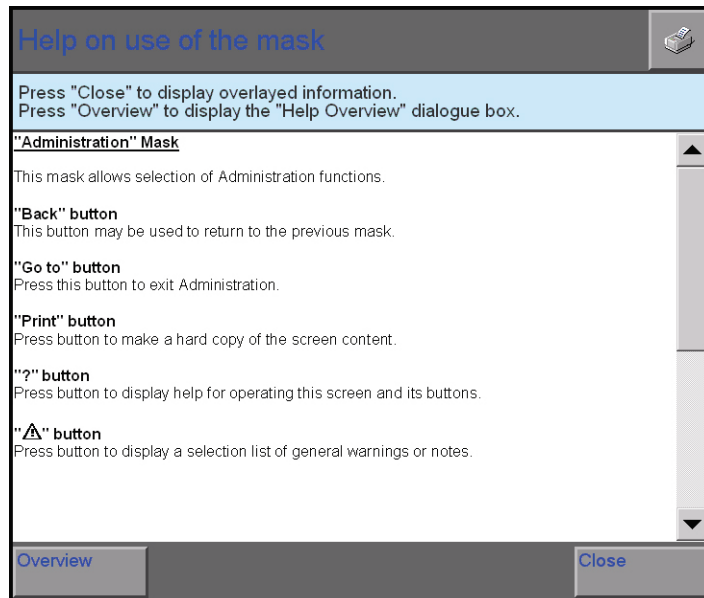 Help on use of the mask
Press "Close" to display overlayed information.
Press "Overview" to display the "Help Overview" dialogue box.
"Administration" Mask
This mask allows selection of Administration functions.
"Back" button
This button may be used to return to the previous mask.
"Go to" button
Press this button to exit Administration.
"Print" button
Press button to make a hard copy of the screen content.
"?" button
Press button to display help for operating this screen and its buttons.
"⚠" button
Press button to display a selection list of general warnings or notes.
Overview
Close